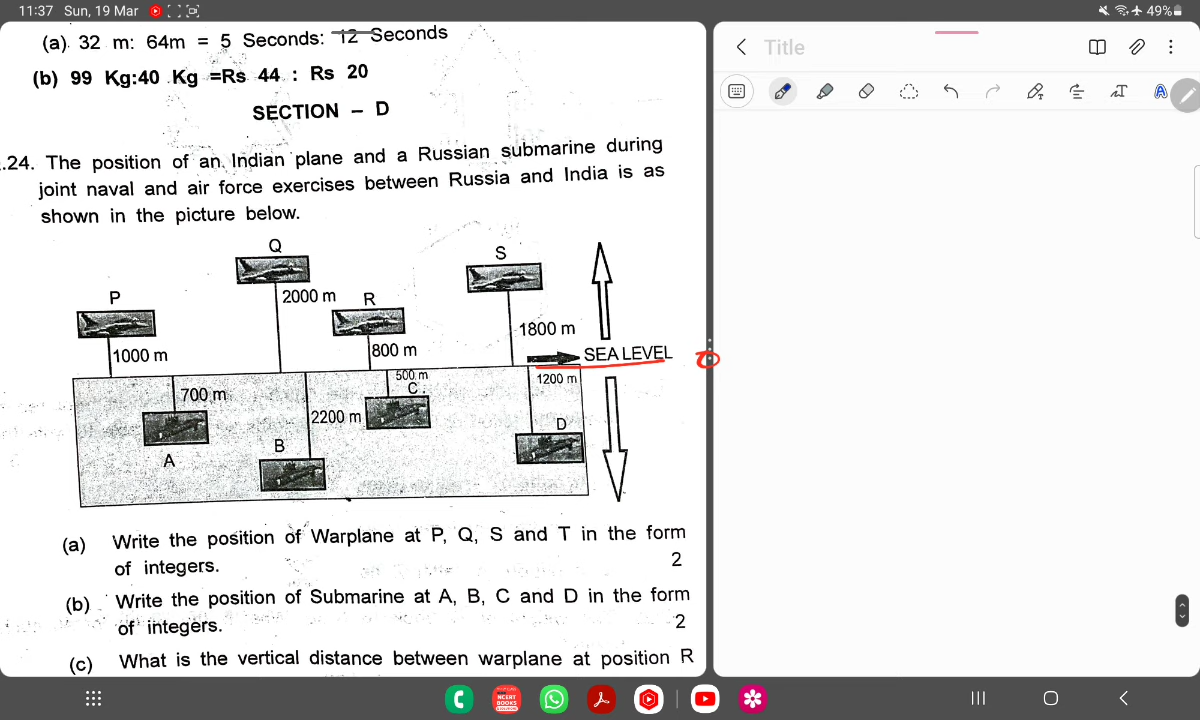 11:37 Sun, 19 Mar
49%
(a) 32 m: 64m = 5 Seconds: 12 Seconds
(b) 99 Kg:40 Kg =Rs 44 : Rs 20
SECTION – D
.24. The position of an Indian plane and a Russian submarine during
joint naval and air force exercises between Russia and India is as
shown in the picture below.
Q
S
P
2000 m
R
1800 m
1000 m
800 m
SEA LEVEL
0
700 m
500 m
C
1200 m
2200 m
D
A
B
(a) Write the position of Warplane at P, Q, S and T in the form
of integers. 2
(b) Write the position of Submarine at A, B, C and D in the form
of integers. 2
(c) What is the vertical distance between warplane at position R
Title
NCERT
BOOKS